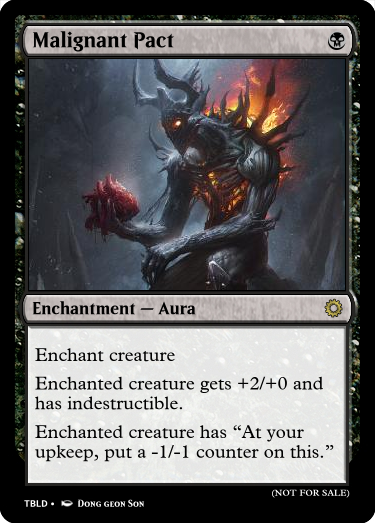 Malignant Pact
Enchantment — Aura
Enchant creature
Enchanted creature gets +2/+0 and
has indestructible.
Enchanted creature has “At your
upkeep, put a -1/-1 counter on this.”
(NOT FOR SALE)
TBLD • Dong geon Son